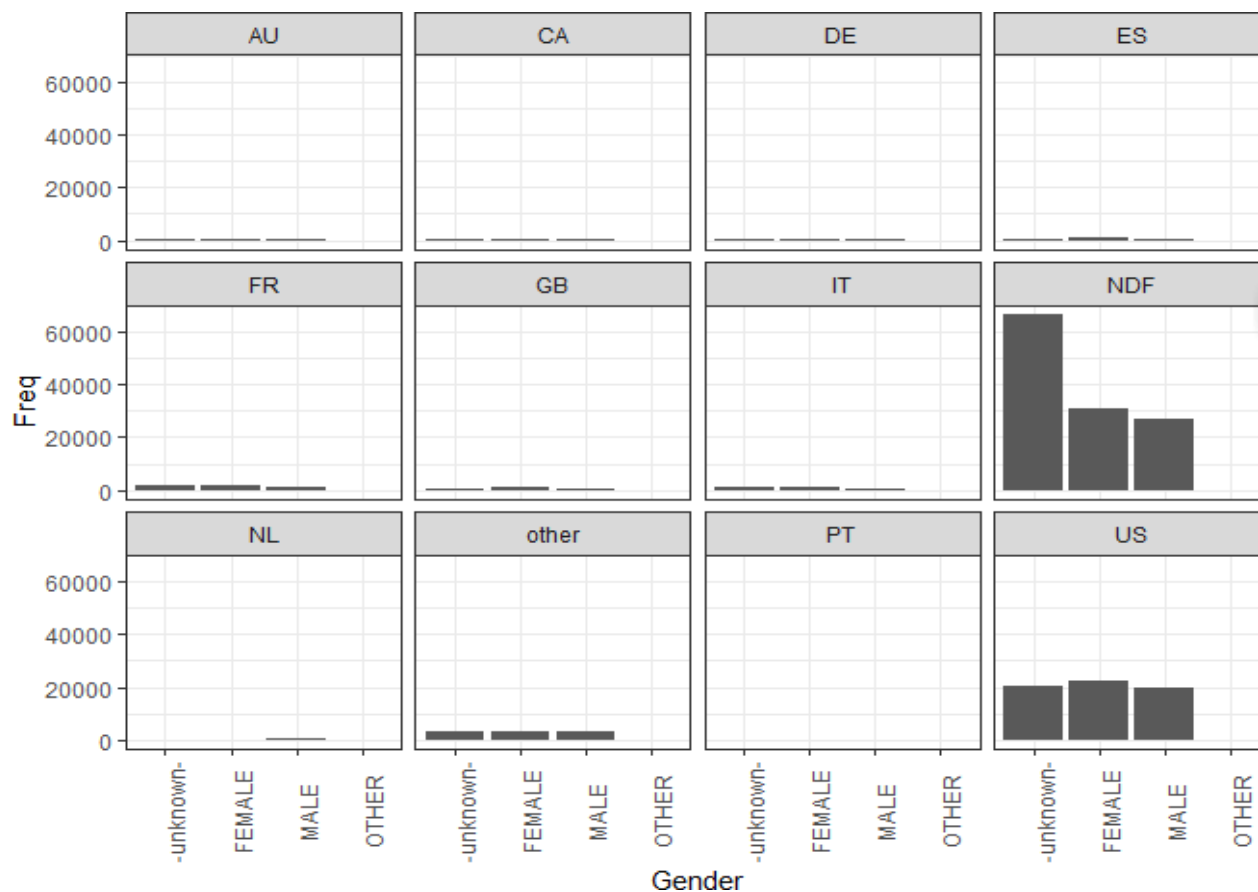 AU CA DE ES
60000
40000
20000
0
FR GB IT NDF
60000
40000
20000
0
Freq
NL other PT US
60000
40000
20000
0
-unknown- FEMALE MALE OTHER -unknown- FEMALE MALE OTHER -unknown- FEMALE MALE OTHER -unknown- FEMALE MALE OTHER
Gender